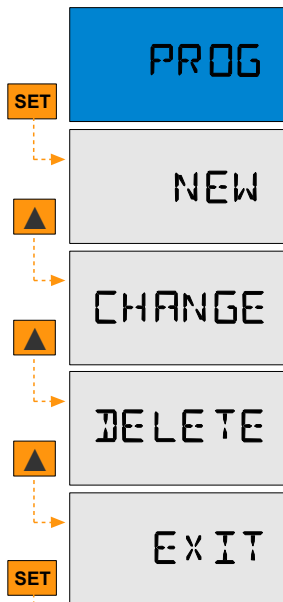 PROG
SET
NEW
CHANGE
DELETE
EXIT
SET